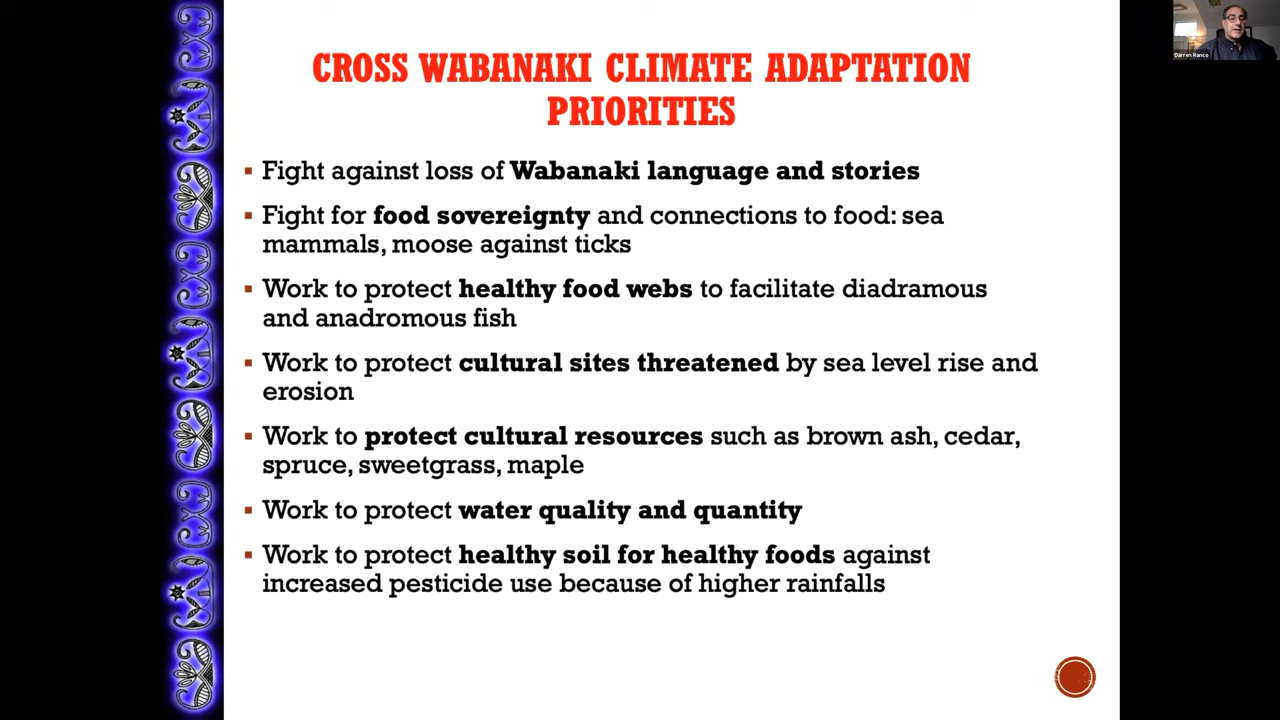 CROSS WABANAKI CLIMATE ADAPTATION
PRIORITIES
▪ Fight against loss of Wabanaki language and stories
▪ Fight for food sovereignty and connections to food: sea
mammals, moose against ticks
▪ Work to protect healthy food webs to facilitate diadramous
and anadromous fish
▪ Work to protect cultural sites threatened by sea level rise and
erosion
▪ Work to protect cultural resources such as brown ash, cedar,
spruce, sweetgrass, maple
▪ Work to protect water quality and quantity
▪ Work to protect healthy soil for healthy foods against
increased pesticide use because of higher rainfalls
Darren Ranco